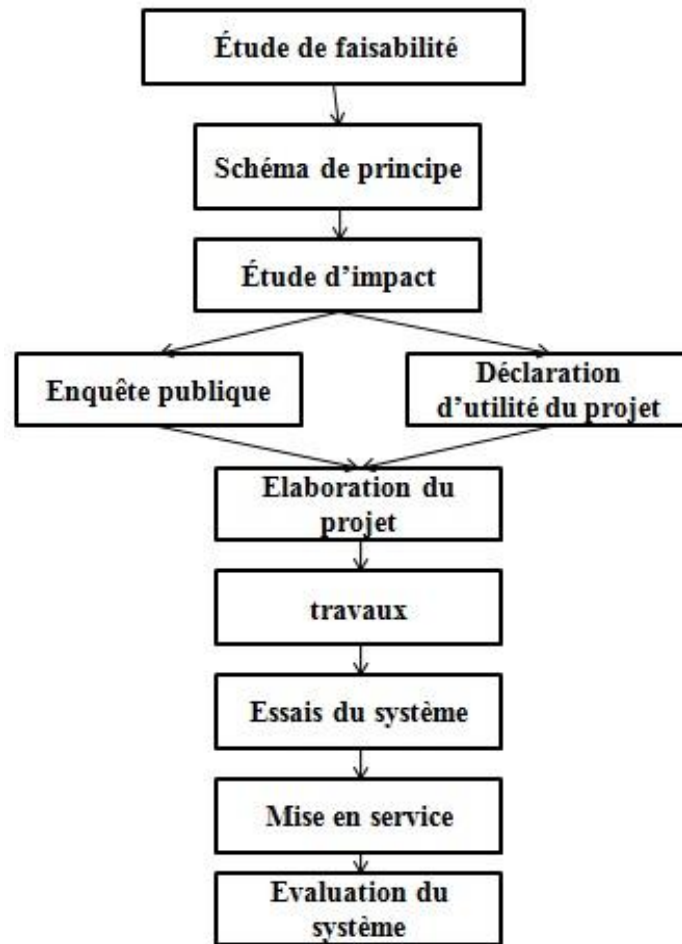 Étude de faisabilité
Schéma de principe
Étude d’impact
Enquête publique
Déclaration
d'utilité du projet
Elaboration du
projet
travaux
Essais du système
Mise en service
Evaluation du
système